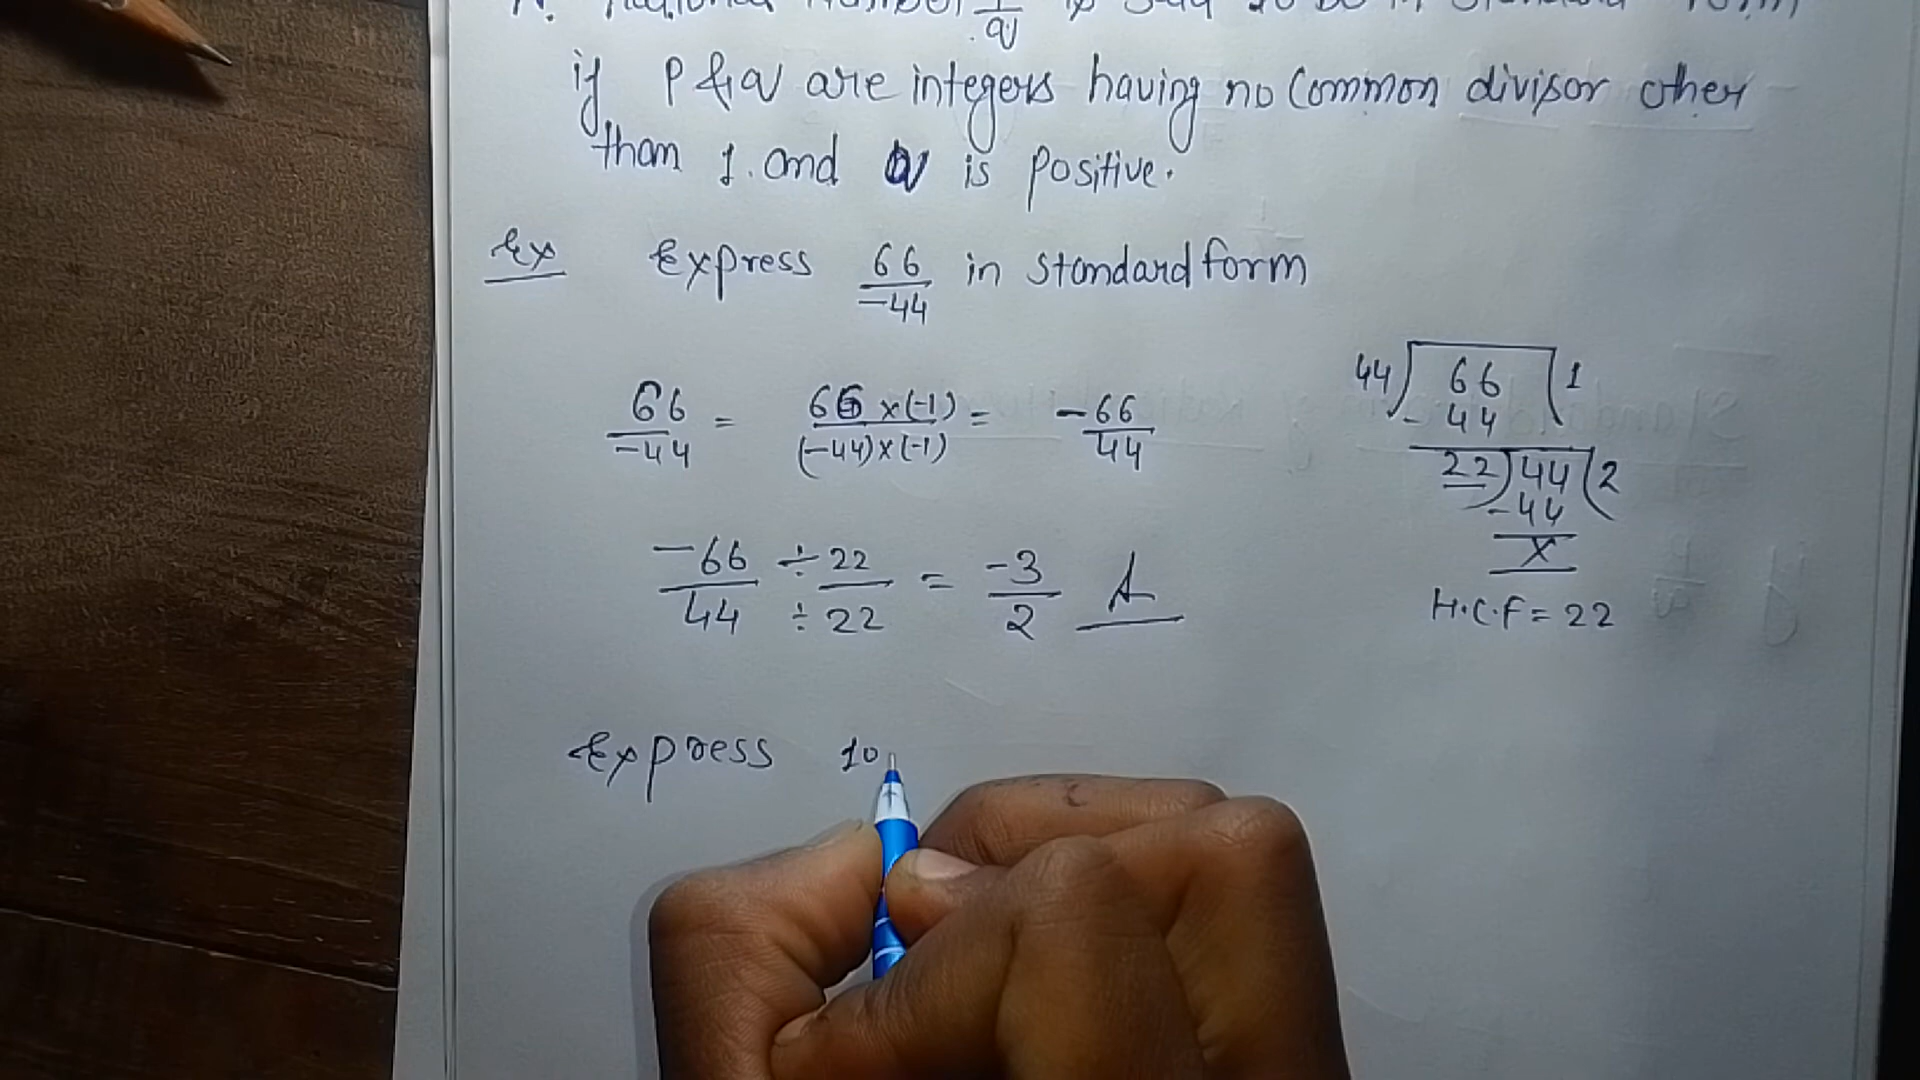 if P & q are integers having no common divisor other
than 1. and q is positive.
Ex Express 66/-44 in standard form
66/-44 = 66×(-1)/(-44)×(-1) = -66/44
-66/44 ÷22/÷22 = -3/2 A
44) 66 (1
- 44
22) 44 (2
- 44
x
H.C.F = 22
Express 10